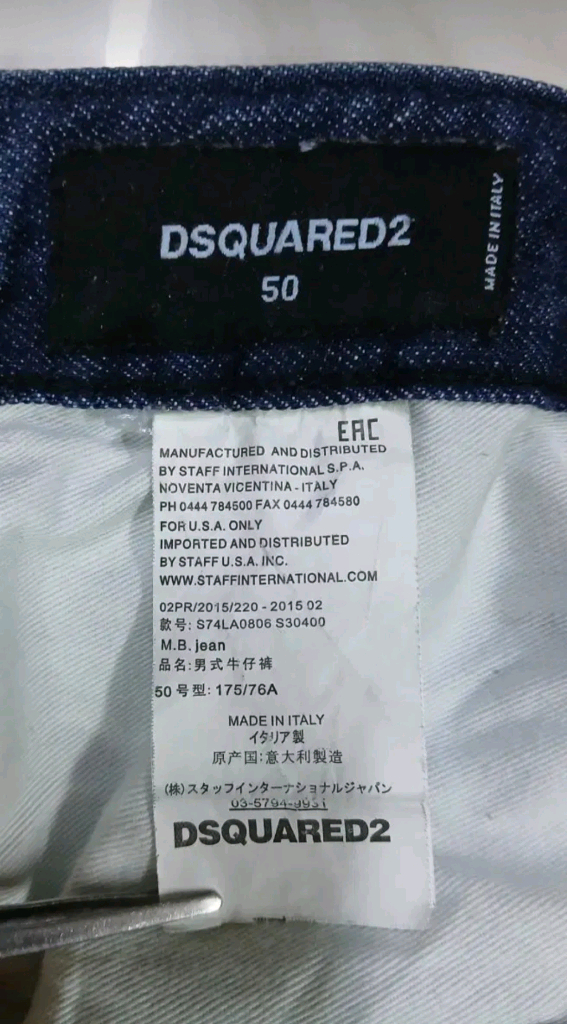 DSQUARED2
50
MADE IN ITALY
EAC
MANUFACTURED AND DISTRIBUTED
BY STAFF INTERNATIONAL S.P.A.
NOVENTA VICENTINA - ITALY
PH 0444 784500 FAX 0444 784580
FOR U.S.A. ONLY
IMPORTED AND DISTRIBUTED
BY STAFF U.S.A. INC.
WWW.STAFFINTERNATIONAL.COM
02PR/2015/220 - 2015 02
款号: S74LA0806 S30400
M.B. jean
品名: 男式牛仔裤
50 号型: 175/76A
MADE IN ITALY
イタリア製
原产国: 意大利製造
(株) スタッフインターナショナルジャパン
03-5794-9931
DSQUARED2